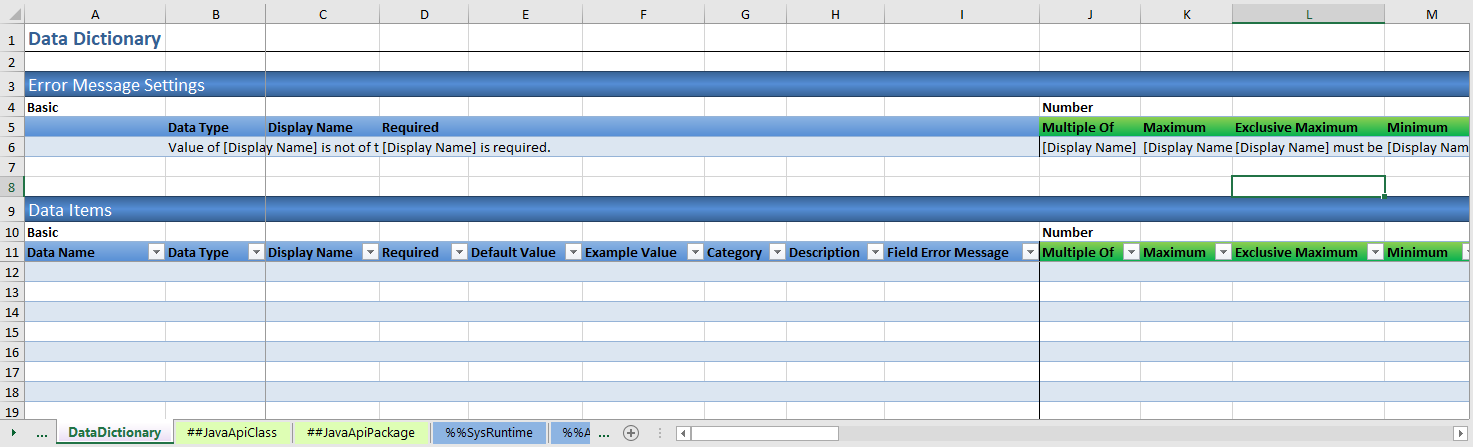 A B C D E F G H I J K L M
1 Data Dictionary
2
3 Error Message Settings
4 Basic Number
5 Data Type Display Name Required Multiple Of Maximum Exclusive Maximum Minimum
6 Value of [Display Name] is not of t [Display Name] is required. [Display Name] [Display Name [Display Name] must be [Display Nam
7
8
9 Data Items
10 Basic Number
11 Data Name Data Type Display Name Required Default Value Example Value Category Description Field Error Message Multiple Of Maximum Exclusive Maximum Minimum
12
13
14
15
16
17
18
19
... DataDictionary ##JavaApiClass ##JavaApiPackage %%SysRuntime %%A ...